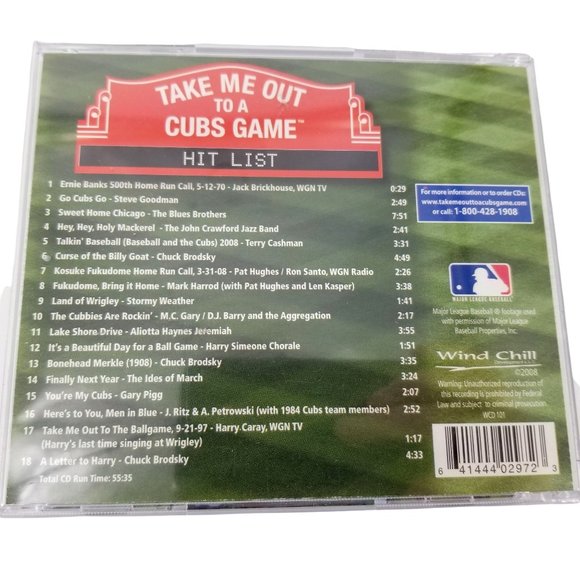 TAKE ME OUT
TO A
CUBS GAME™
HIT LIST
1 Ernie Banks 500th Home Run Call, 5-12-70 - Jack Brickhouse, WGN TV 0:29
2 Go Cubs Go - Steve Goodman 2:49
3 Sweet Home Chicago - The Blues Brothers 7:51
4 Hey, Hey, Holy Mackerel - The John Crawford Jazz Band 2:41
5 Talkin' Baseball (Baseball and the Cubs) 2008 - Terry Cashman 3:31
6 Curse of the Billy Goat - Chuck Brodsky 4:49
7 Kosuke Fukudome Home Run Call, 3-31-08 - Pat Hughes / Ron Santo, WGN Radio 2:26
8 Fukudome, Bring it Home - Mark Harrod (with Pat Hughes and Len Kasper) 3:38
9 Land of Wrigley - Stormy Weather 1:41
10 The Cubbies Are Rockin' - M.C. Gary / D.J. Barry and the Aggregation 2:17
11 Lake Shore Drive - Aliotta Haynes Jeremiah 3:55
12 It's a Beautiful Day for a Ball Game - Harry Simeone Chorale 1:51
13 Bonehead Merkle (1908) - Chuck Brodsky 3:35
14 Finally Next Year - The Ides of March 3:24
15 You're My Cubs - Gary Pigg 2:07
16 Here's to You, Men in Blue - J. Ritz & A. Petrowski (with 1984 Cubs team members) 2:52
17 Take Me Out To The Ballgame, 9-21-97 - Harry Caray, WGN TV
(Harry's last time singing at Wrigley) 1:17
18 A Letter to Harry - Chuck Brodsky 4:33
Total CD Run Time: 55:35
For more information or to order CDs:
www.takemeouttoacubsgame.com
or call: 1-800-428-1908
MAJOR LEAGUE BASEBALL
Major League Baseball ® footage used
with permission of Major League
Baseball Properties, Inc.
Wind Chill
©2008
Warning: Unauthorized reproduction of
this recording is prohibited by Federal
Law and subject to criminal prosecution.
WCD 101
6 41444 02972 3